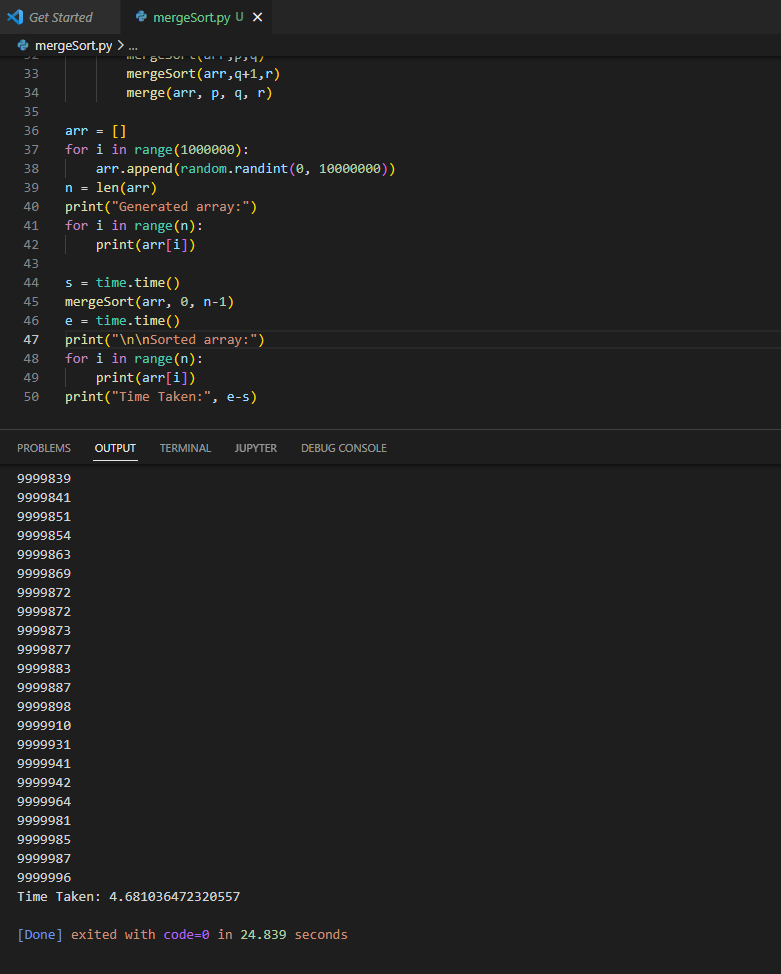 Get Started
mergeSort.py U
mergeSort.py > ...
32 mergeSort(arr,p,q)
33 mergeSort(arr,q+1,r)
34 merge(arr, p, q, r)
35
36 arr = []
37 for i in range(1000000):
38 arr.append(random.randint(0, 10000000))
39 n = len(arr)
40 print("Generated array:")
41 for i in range(n):
42 print(arr[i])
43
44 s = time.time()
45 mergeSort(arr, 0, n-1)
46 e = time.time()
47 print("\n\nSorted array:")
48 for i in range(n):
49 print(arr[i])
50 print("Time Taken:", e-s)
PROBLEMS OUTPUT TERMINAL JUPYTER DEBUG CONSOLE
9999839
9999841
9999851
9999854
9999863
9999869
9999872
9999872
9999873
9999877
9999883
9999887
9999898
9999910
9999931
9999941
9999942
9999964
9999981
9999985
9999987
9999996
Time Taken: 4.681036472320557
[Done] exited with code=0 in 24.839 seconds